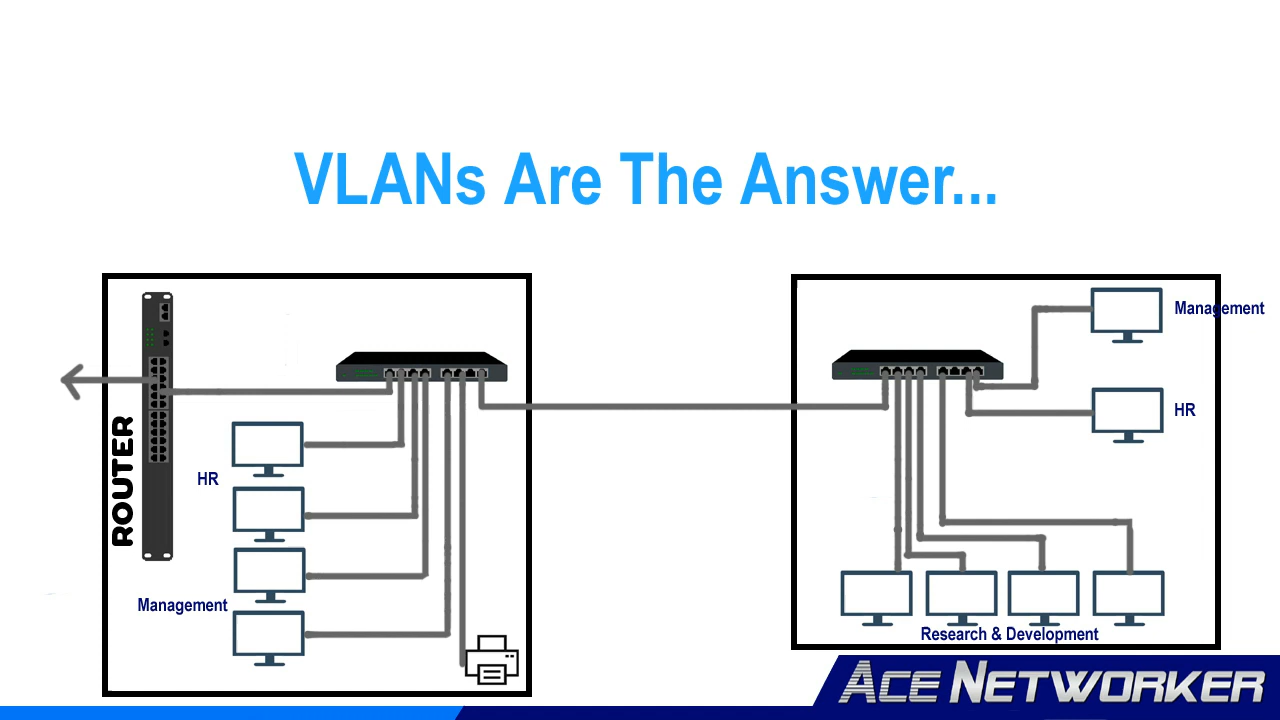 VLANs Are The Answer...
ROUTER
HR
Management
Management
HR
Research & Development
ACE NETWORKER